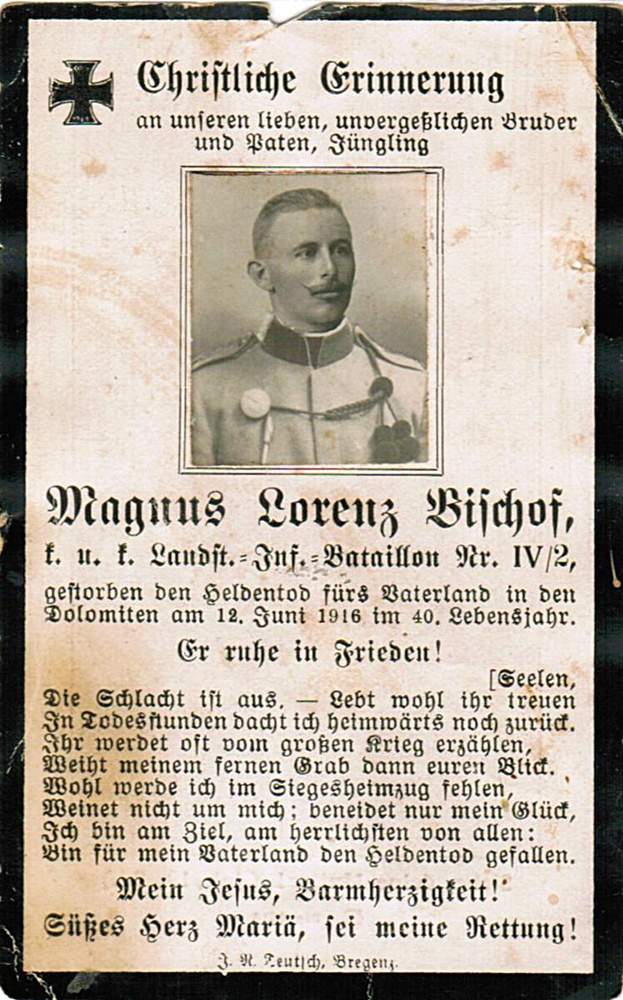 Christliche Erinnerung
an unseren lieben, unvergeßlichen Bruder
und Paten, Jüngling
Magnus Lorenz Bischof,
k. u. k. Landst.-Inf.-Bataillon Nr. IV/2,
gestorben den Heldentod fürs Vaterland in den
Dolomiten am 12. Juni 1916 im 40. Lebensjahr.
Er ruhe in Frieden!
[Seelen,
Die Schlacht ist aus. — Lebt wohl ihr treuen
In Todesstunden dacht ich heimwärts noch zurück.
Ihr werdet oft vom großen Krieg erzählen,
Weiht meinem fernen Grab dann euren Blick.
Wohl werde ich im Siegesheimzug fehlen,
Weinet nicht um mich; beneidet nur mein Glück,
Ich bin am Ziel, am herrlichsten von allen:
Bin für mein Vaterland den Heldentod gefallen.
Mein Jesus, Barmherzigkeit!
Süßes Herz Mariä, sei meine Rettung!
J. N. Teutsch, Bregenz.